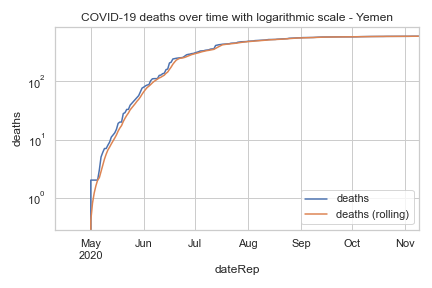 COVID-19 deaths over time with logarithmic scale - Yemen
deaths
10²
10¹
10⁰
deaths
deaths (rolling)
May Jun Jul Aug Sep Oct Nov
2020
dateRep